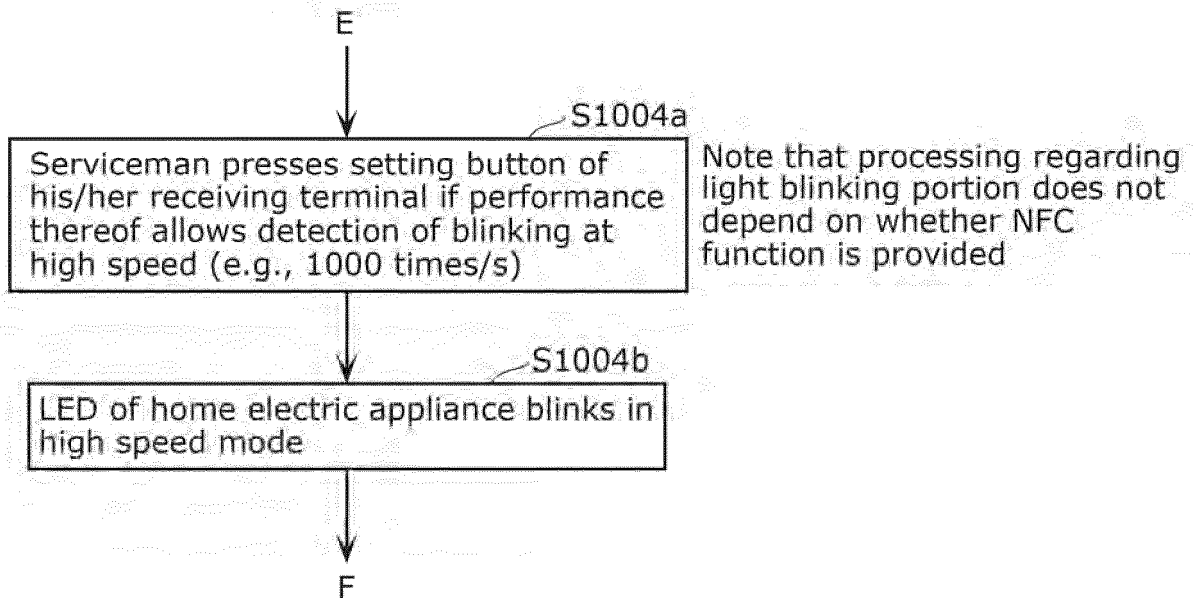 E
S1004a
Serviceman presses setting button of
his/her receiving terminal if performance
thereof allows detection of blinking at
high speed (e.g., 1000 times/s)
Note that processing regarding
light blinking portion does not
depend on whether NFC
function is provided
S1004b
LED of home electric appliance blinks in
high speed mode
F